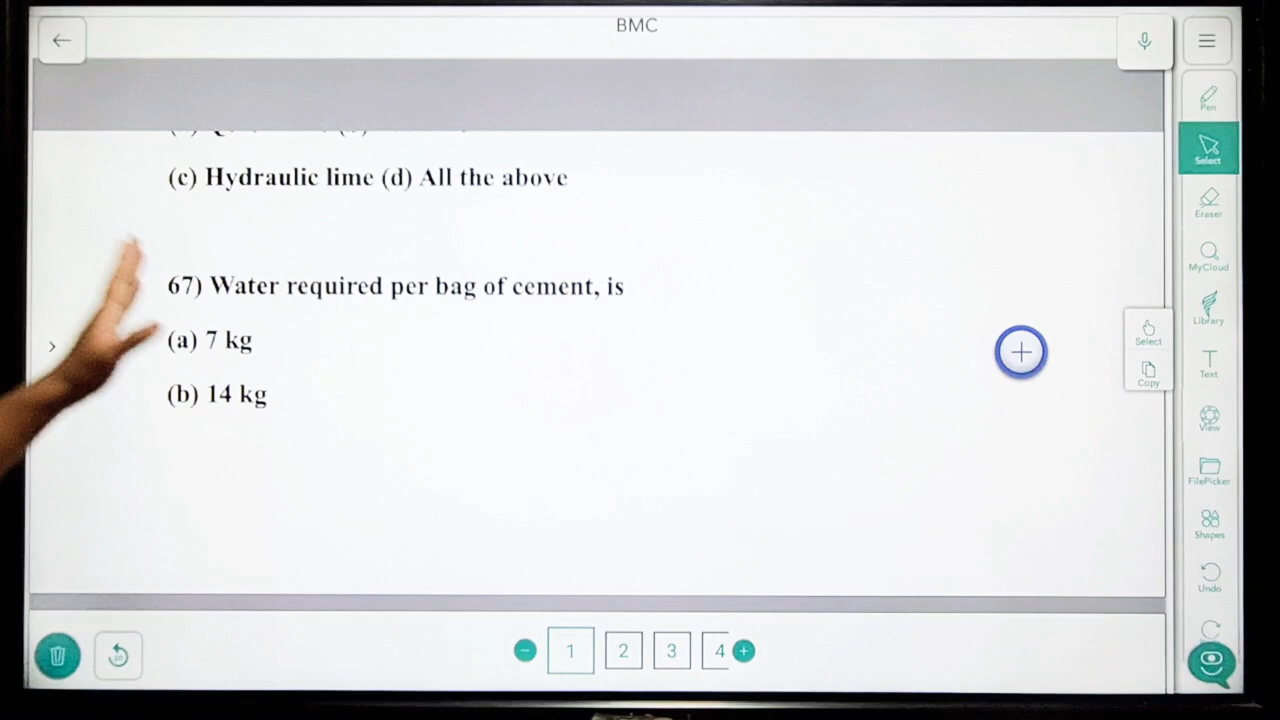 BMC
(c) Hydraulic lime (d) All the above
67) Water required per bag of cement, is
(a) 7 kg
(b) 14 kg
Pen
Select
Eraser
MyCloud
Library
Select
Copy
Text
View
FilePicker
Shapes
Undo
1 2 3 4